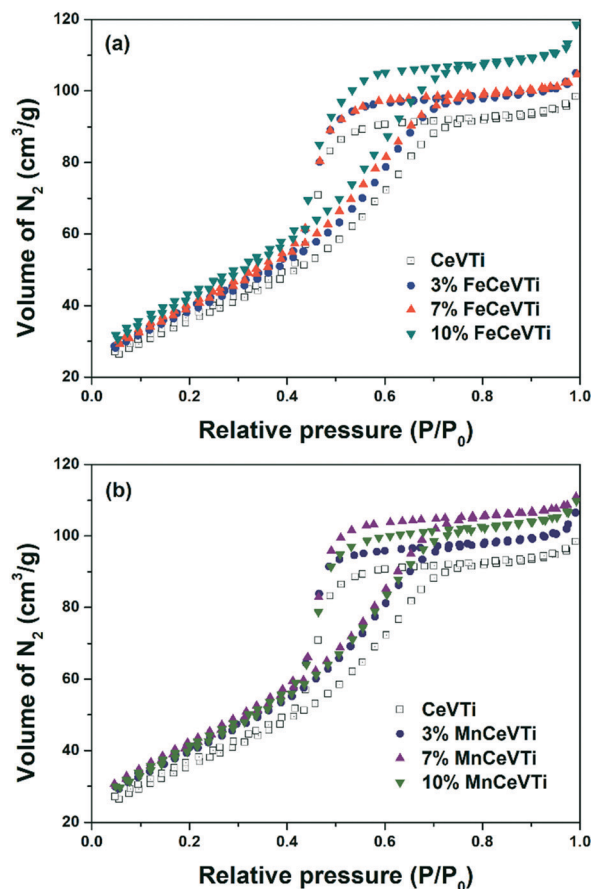 (a)
120
100
80
60
40
20
Volume of N2 (cm³/g)
CeVTi
3% FeCeVTi
7% FeCeVTi
10% FeCeVTi
0.0 0.2 0.4 0.6 0.8 1.0
Relative pressure (P/P0)
(b)
120
100
80
60
40
20
Volume of N2 (cm³/g)
CeVTi
3% MnCeVTi
7% MnCeVTi
10% MnCeVTi
0.0 0.2 0.4 0.6 0.8 1.0
Relative pressure (P/P0)